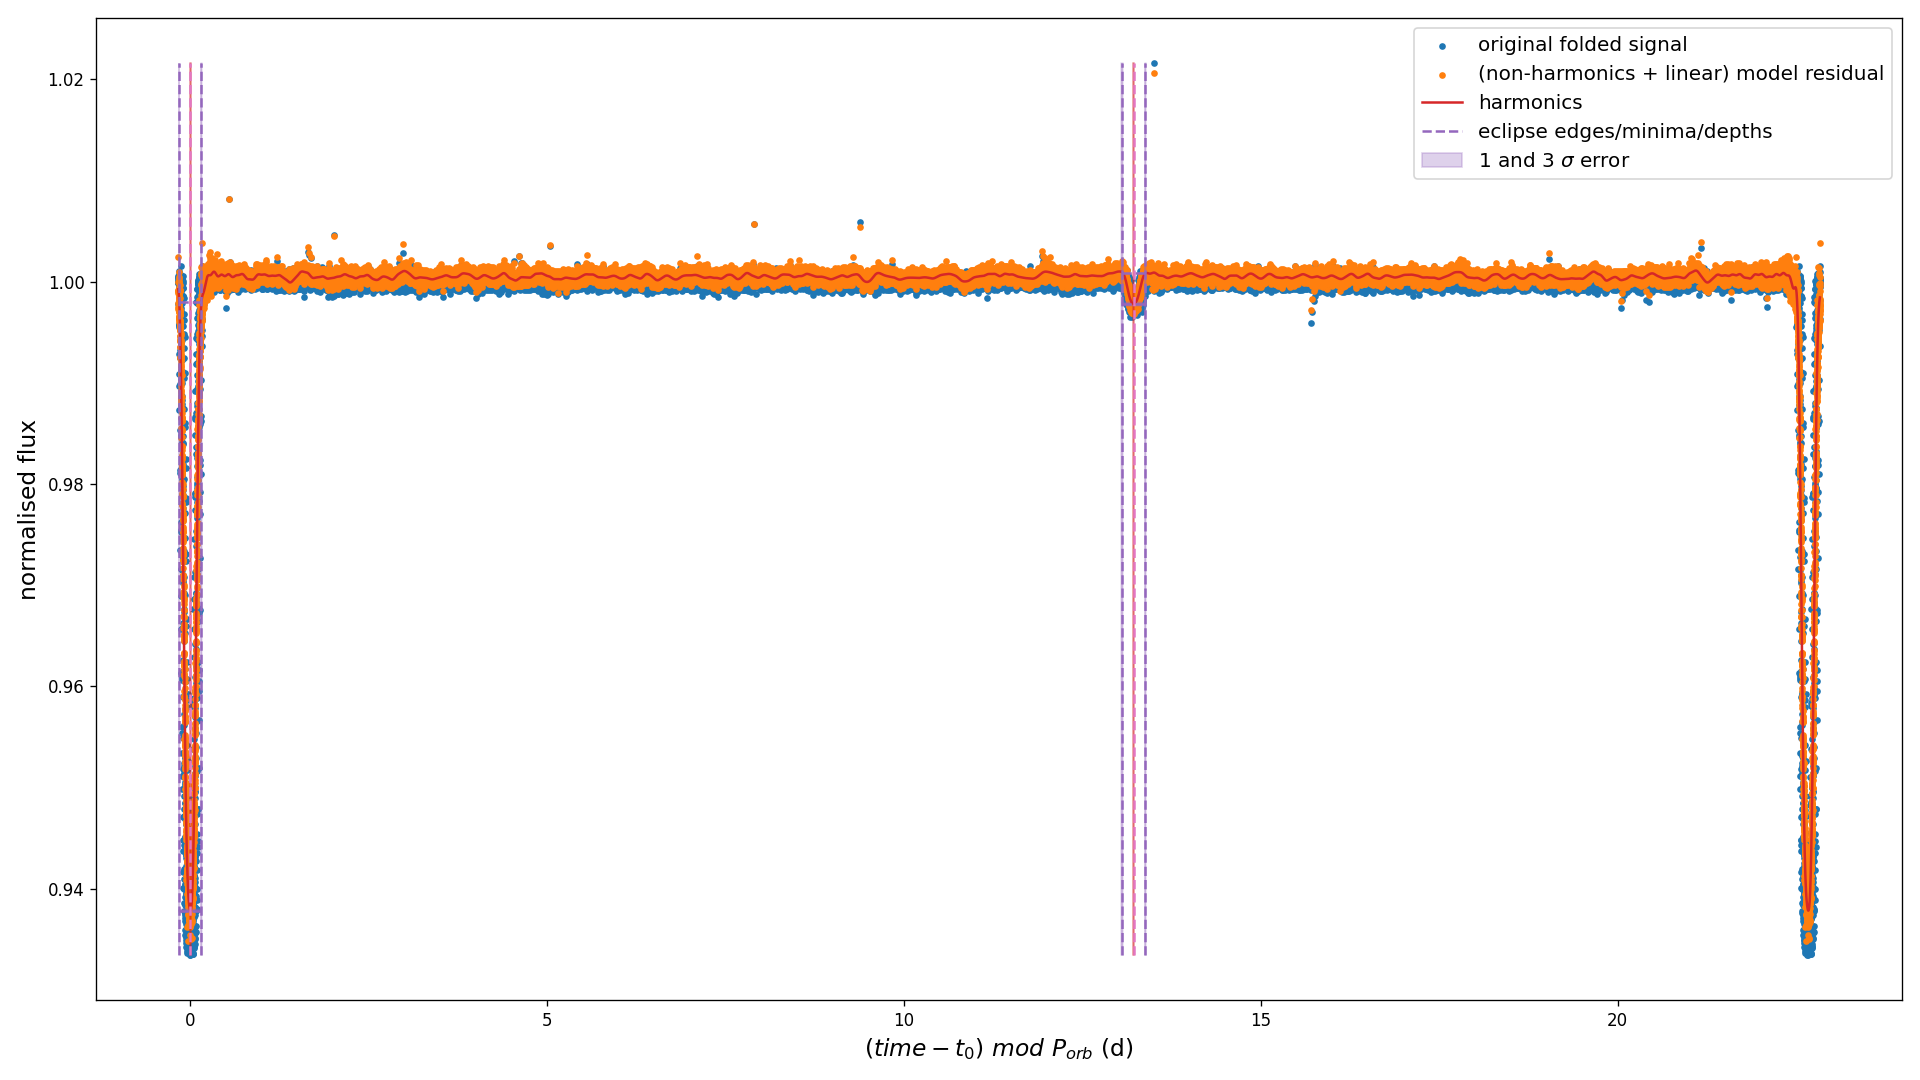 original folded signal
(non-harmonics + linear) model residual
harmonics
eclipse edges/minima/depths
1 and 3 σ error
normalised flux
1.02
1.00
0.98
0.96
0.94
0 5 10 15 20
(time − t₀) mod P_orb (d)